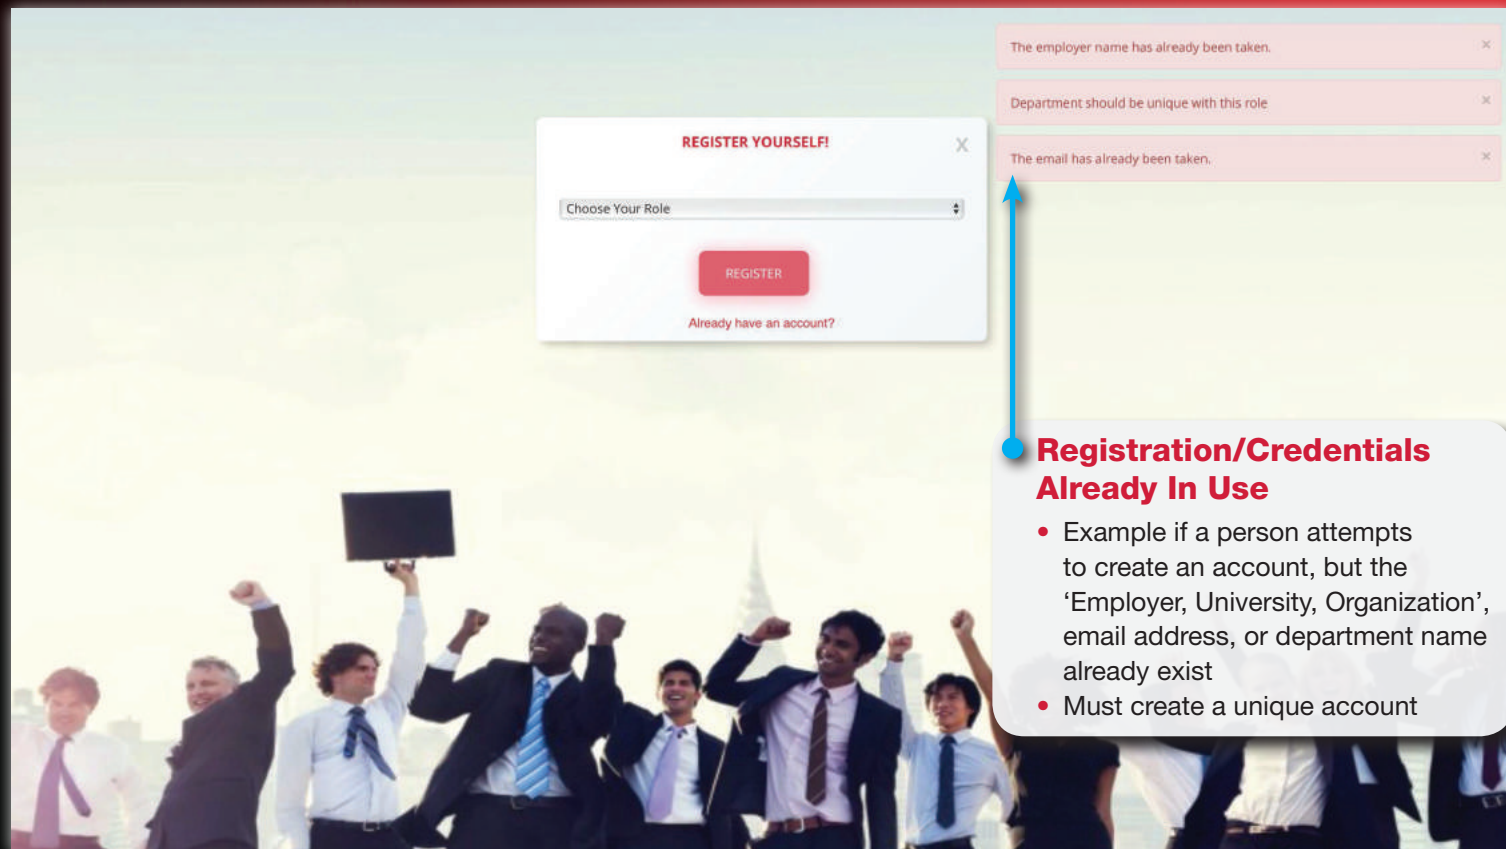 The employer name has already been taken. ×
Department should be unique with this role ×
The email has already been taken. ×
REGISTER YOURSELF! X
Choose Your Role
REGISTER
Already have an account?
Registration/Credentials
Already In Use
• Example if a person attempts
to create an account, but the
‘Employer, University, Organization’,
email address, or department name
already exist
• Must create a unique account